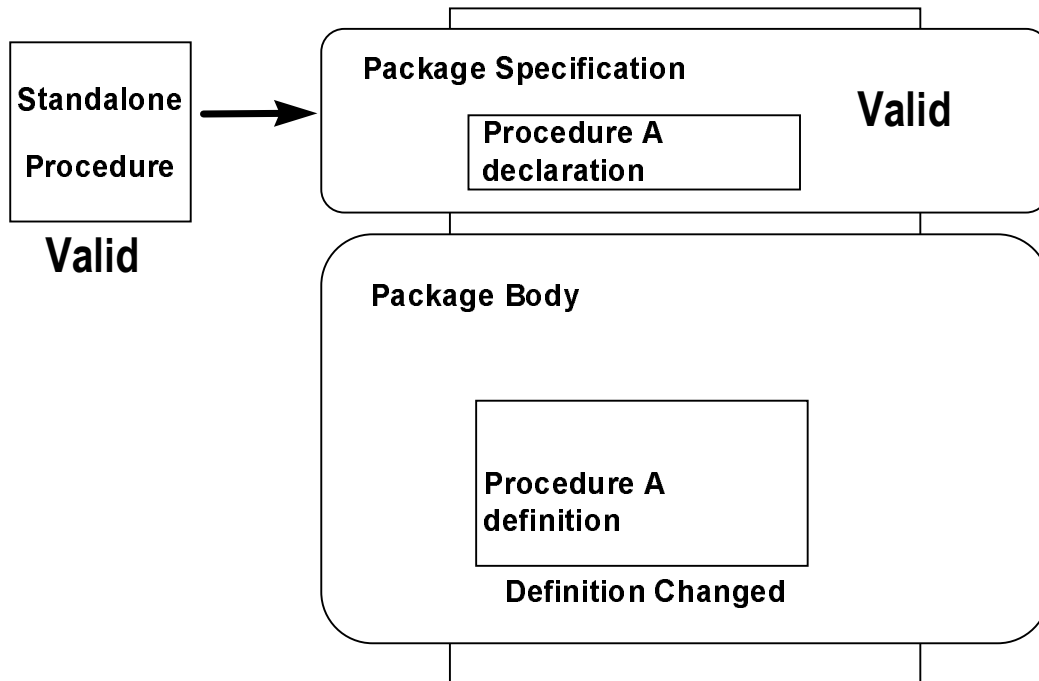 Standalone
Procedure
Valid
Package Specification
Valid
Procedure A
declaration
Package Body
Procedure A
definition
Definition Changed